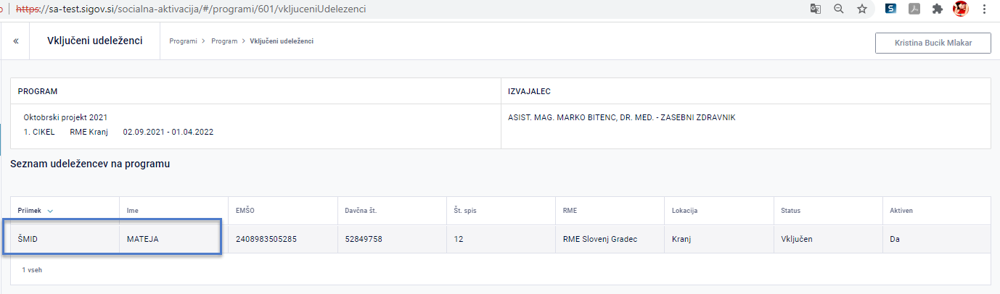 https://sa-test.sigov.si/socialna-aktivacija/#/programi/601/vkljuceniUdelezenci
« Vključeni udeleženci Programi > Program > Vključeni udeleženci Kristina Bucik Mlakar
PROGRAM IZVAJALEC
Oktobrski projekt 2021 ASIST. MAG. MARKO BITENC, DR. MED. - ZASEBNI ZDRAVNIK
1. CIKEL RME Kranj 02.09.2021 - 01.04.2022
Seznam udeležencev na programu
Priimek Ime EMŠO Davčna št. Št. spis RME Lokacija Status Aktiven
ŠMID MATEJA 2408983505285 52849758 12 RME Slovenj Gradec Kranj Vključen Da
1 vseh